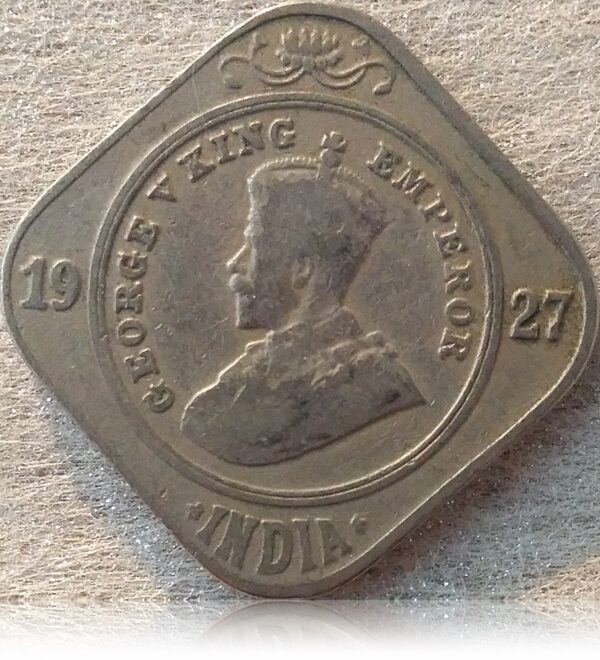 GEORGE V KING EMPEROR
19 27
INDIA